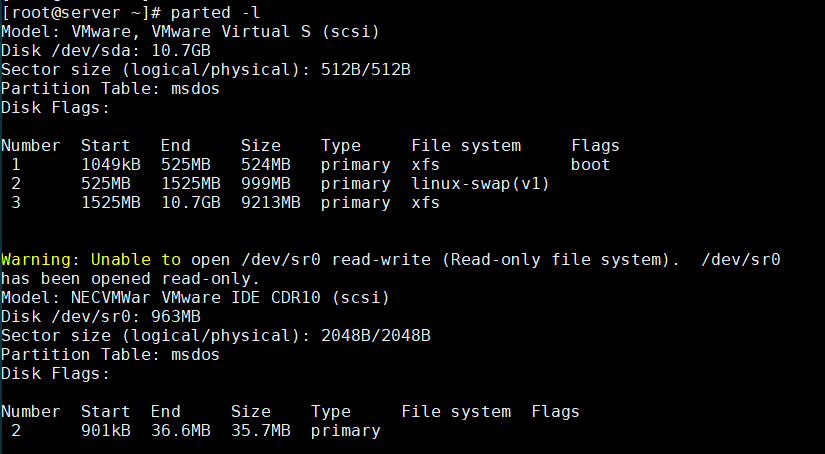 [root@server ~]# parted -l
Model: VMware, VMware Virtual S (scsi)
Disk /dev/sda: 10.7GB
Sector size (logical/physical): 512B/512B
Partition Table: msdos
Disk Flags:
Number  Start   End     Size    Type     File system     Flags
 1      1049kB  525MB   524MB   primary  xfs             boot
 2      525MB   1525MB  999MB   primary  linux-swap(v1)
 3      1525MB  10.7GB  9213MB  primary  xfs
Warning: Unable to open /dev/sr0 read-write (Read-only file system).  /dev/sr0
has been opened read-only.
Model: NECVMWar VMware IDE CDR10 (scsi)
Disk /dev/sr0: 963MB
Sector size (logical/physical): 2048B/2048B
Partition Table: msdos
Disk Flags:
Number  Start  End     Size    Type     File system  Flags
 2      901kB  36.6MB  35.7MB  primary